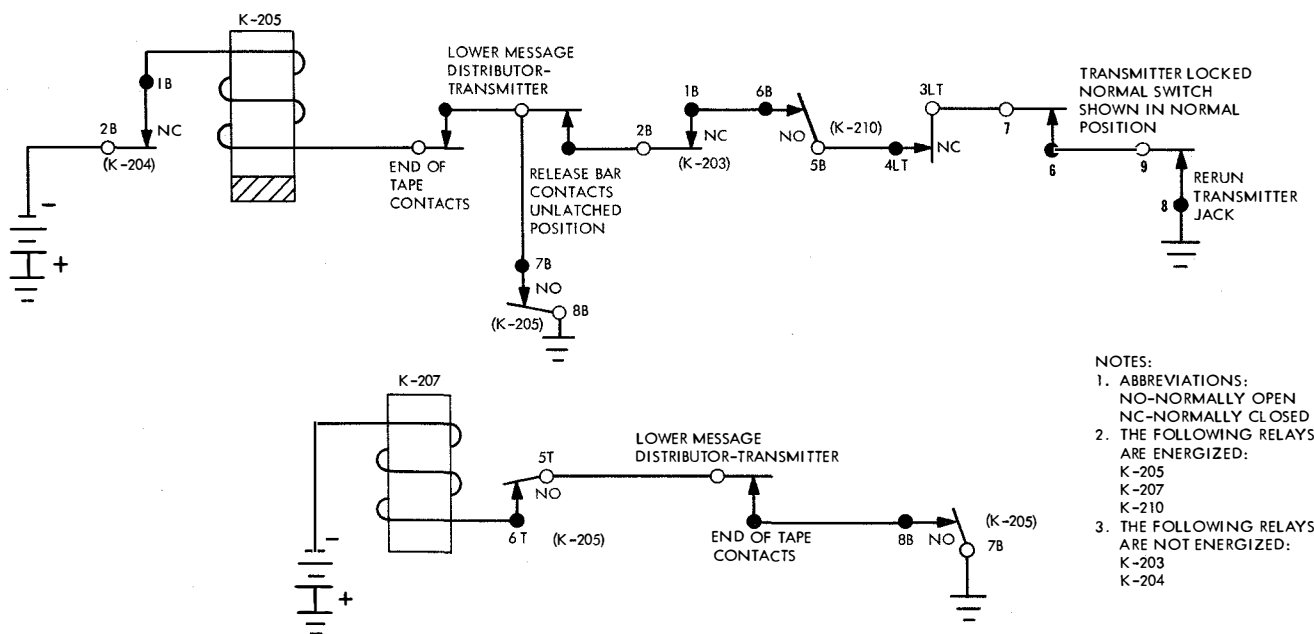 K-205
1B
2B
NC
(K-204)
-
+
LOWER MESSAGE
DISTRIBUTOR-
TRANSMITTER
END OF
TAPE
CONTACTS
RELEASE BAR
CONTACTS
UNLATCHED
POSITION
7B
NO
(K-205)
8B
1B
6B
2B
NC
(K-203)
NO
(K-210)
5B
4LT
3LT
NC
7
TRANSMITTER LOCKED
NORMAL SWITCH
SHOWN IN NORMAL
POSITION
6
9
8
RERUN
TRANSMITTER
JACK
K-207
-
+
5T
NO
6T
(K-205)
LOWER MESSAGE
DISTRIBUTOR-TRANSMITTER
END OF TAPE
CONTACTS
8B
NO
(K-205)
7B
NOTES:
1. ABBREVIATIONS:
NO-NORMALLY OPEN
NC-NORMALLY CLOSED
2. THE FOLLOWING RELAYS
ARE ENERGIZED:
K-205
K-207
K-210
3. THE FOLLOWING RELAYS
ARE NOT ENERGIZED:
K-203
K-204